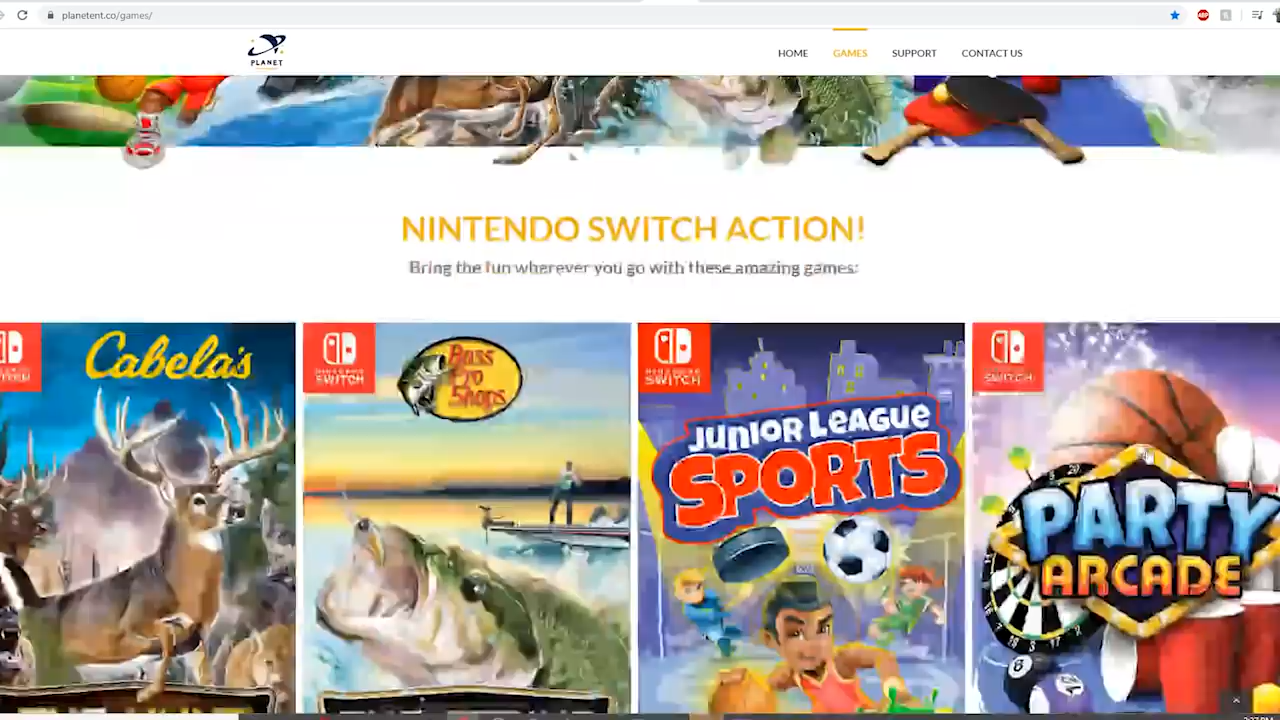 planetent.co/games/
PLANET
HOME GAMES SUPPORT CONTACT US
NINTENDO SWITCH ACTION!
Bring the fun wherever you go with these amazing games:
Cabela's
SWITCH
Bass
Pro
Shops
SWITCH
JUNIOR LEAGUE
SPORTS
SWITCH
PARTY
ARCADE